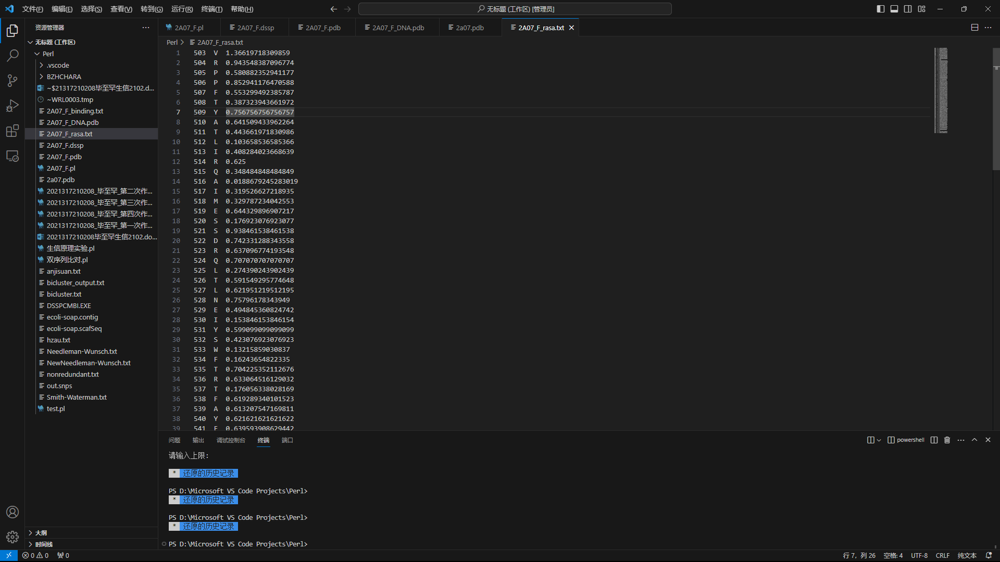 文件(F) 编辑(E) 选择(S) 查看(V) 转到(G) 运行(R) 终端(T) 帮助(H) 无标题 (工作区) [管理员]
资源管理器
无标题 (工作区)
Perl
.vscode
BZHCHARA
~$21317210208毕至罕生信2102.d...
~WRL0003.tmp
2A07_F_binding.txt
2A07_F_DNA.pdb
2A07_F_rasa.txt
2A07_F.dssp
2A07_F.pdb
2A07_F.pl
2a07.pdb
2021317210208_毕至罕_第二次作...
2021317210208_毕至罕_第三次作...
2021317210208_毕至罕_第四次作...
2021317210208_毕至罕_第一次作...
2021317210208毕至罕生信2102.do...
生信原理实验.pl
双序列比对.pl
anjisuan.txt
bicluster_output.txt
bicluster.txt
DSSPCMBI.EXE
ecoli-soap.contig
ecoli-soap.scafSeq
hzau.txt
Needleman-Wunsch.txt
NewNeedleman-Wunsch.txt
nonredundant.txt
out.snps
Smith-Waterman.txt
test.pl
大纲
时间线
2A07_F.pl 2A07_F.dssp 2A07_F.pdb 2A07_F_DNA.pdb 2a07.pdb 2A07_F_rasa.txt
Perl > 2A07_F_rasa.txt
1 503 V 1.36619718309859
2 504 R 0.943548387096774
3 505 P 0.580882352941177
4 506 P 0.852941176470588
5 507 F 0.553299492385787
6 508 T 0.387323943661972
7 509 Y 0.756756756756757
8 510 A 0.641509433962264
9 511 T 0.443661971830986
10 512 L 0.103658536585366
11 513 I 0.408284023668639
12 514 R 0.625
13 515 Q 0.348484848484849
14 516 A 0.0188679245283019
15 517 I 0.319526627218935
16 518 M 0.329787234042553
17 519 E 0.644329896907217
18 520 S 0.176923076923077
19 521 S 0.938461538461538
20 522 D 0.742331288343558
21 523 R 0.637096774193548
22 524 Q 0.707070707070707
23 525 L 0.274390243902439
24 526 T 0.591549295774648
25 527 L 0.621951219512195
26 528 N 0.75796178343949
27 529 E 0.494845360824742
28 530 I 0.153846153846154
29 531 Y 0.599099099099099
30 532 S 0.423076923076923
31 533 W 0.13215859030837
32 534 F 0.16243654822335
33 535 T 0.704225352112676
34 536 R 0.633064516129032
35 537 T 0.176056338028169
36 538 F 0.619289340101523
37 539 A 0.613207547169811
38 540 Y 0.621621621621622
39 541 F 0.639593908629442
问题 输出 调试控制台 终端 端口 powershell
请输入上限:
* 还原的历史记录
PS D:\Microsoft VS Code Projects\Perl>
* 还原的历史记录
PS D:\Microsoft VS Code Projects\Perl>
* 还原的历史记录
PS D:\Microsoft VS Code Projects\Perl>
0 0 0 行 7，列 26 空格: 4 UTF-8 CRLF 纯文本